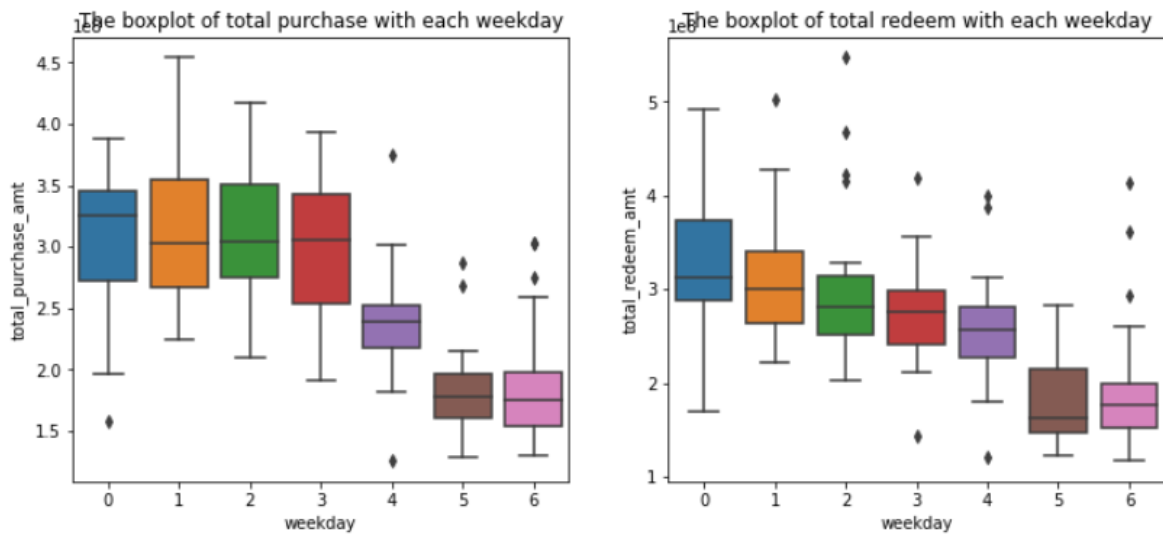 The boxplot of total purchase with each weekday
1e8
4.5
4.0
3.5
3.0
2.5
2.0
1.5
total_purchase_amt
0 1 2 3 4 5 6
weekday
The boxplot of total redeem with each weekday
1e8
5
4
3
2
1
total_redeem_amt
0 1 2 3 4 5 6
weekday